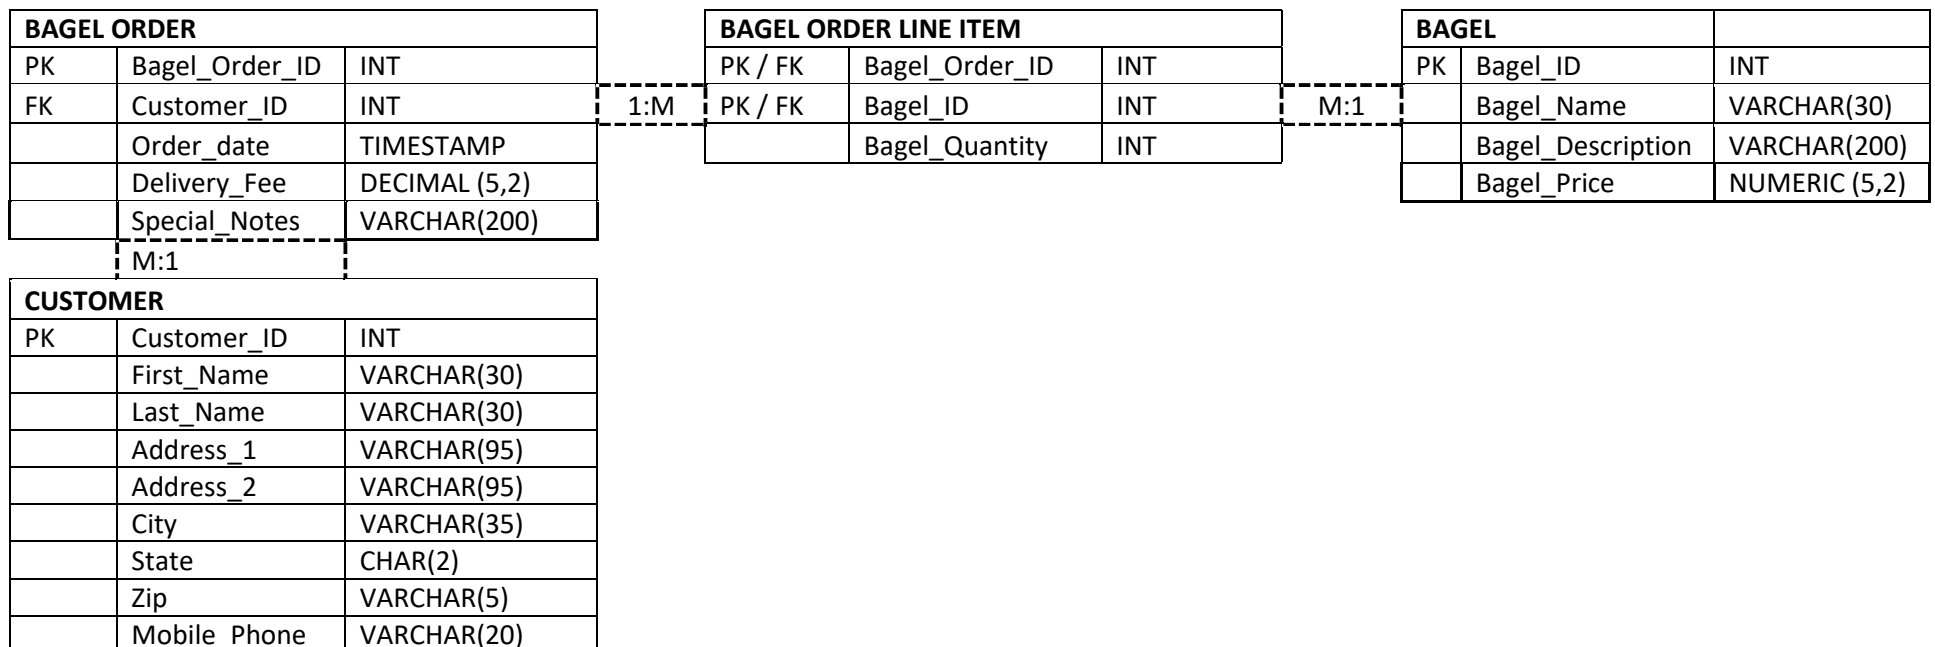 BAGEL ORDER
PK Bagel_Order_ID INT
FK Customer_ID INT
Order_date TIMESTAMP
Delivery_Fee DECIMAL (5,2)
Special_Notes VARCHAR(200)
1:M
BAGEL ORDER LINE ITEM
PK / FK Bagel_Order_ID INT
PK / FK Bagel_ID INT
Bagel_Quantity INT
M:1
BAGEL
PK Bagel_ID INT
Bagel_Name VARCHAR(30)
Bagel_Description VARCHAR(200)
Bagel_Price NUMERIC (5,2)
M:1
CUSTOMER
PK Customer_ID INT
First_Name VARCHAR(30)
Last_Name VARCHAR(30)
Address_1 VARCHAR(95)
Address_2 VARCHAR(95)
City VARCHAR(35)
State CHAR(2)
Zip VARCHAR(5)
Mobile_Phone VARCHAR(20)